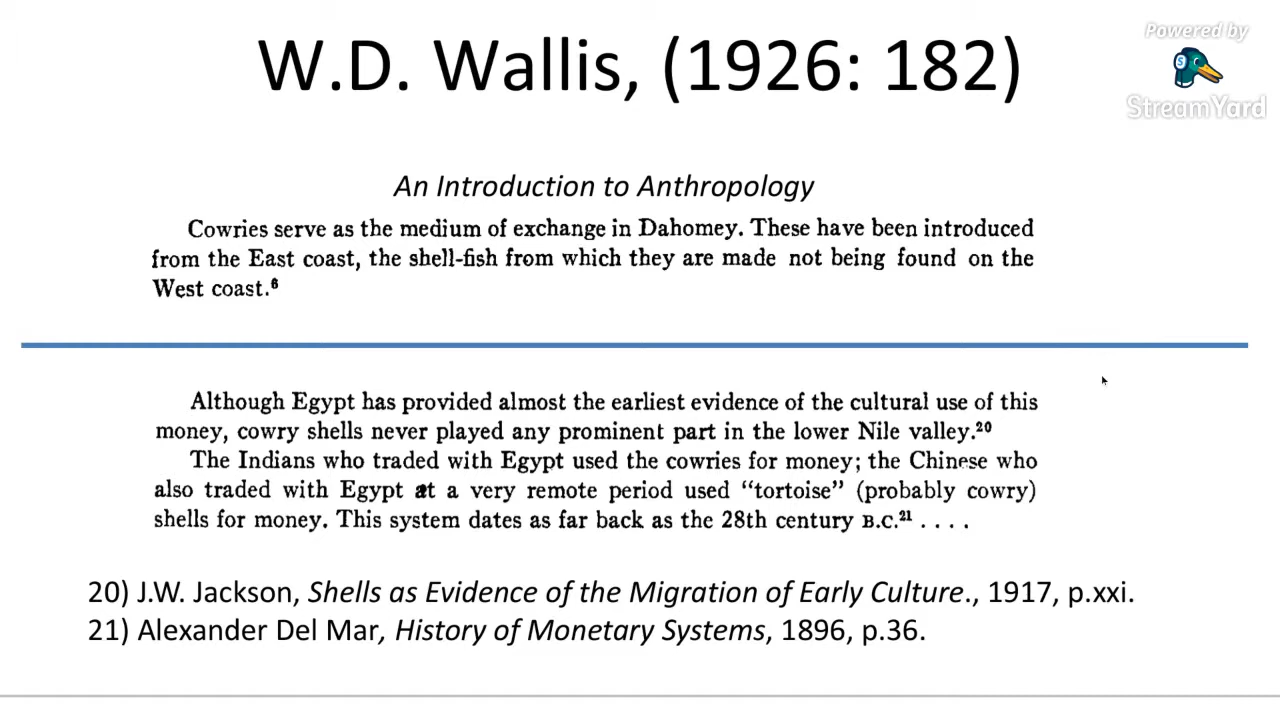 W.D. Wallis, (1926: 182)
Powered by
StreamYard
An Introduction to Anthropology
Cowries serve as the medium of exchange in Dahomey. These have been introduced
from the East coast, the shell-fish from which they are made not being found on the
West coast.⁶
Although Egypt has provided almost the earliest evidence of the cultural use of this
money, cowry shells never played any prominent part in the lower Nile valley.²⁰
The Indians who traded with Egypt used the cowries for money; the Chinese who
also traded with Egypt at a very remote period used "tortoise" (probably cowry)
shells for money. This system dates as far back as the 28th century B.C.²¹ . . . .
20) J.W. Jackson, Shells as Evidence of the Migration of Early Culture., 1917, p.xxi.
21) Alexander Del Mar, History of Monetary Systems, 1896, p.36.